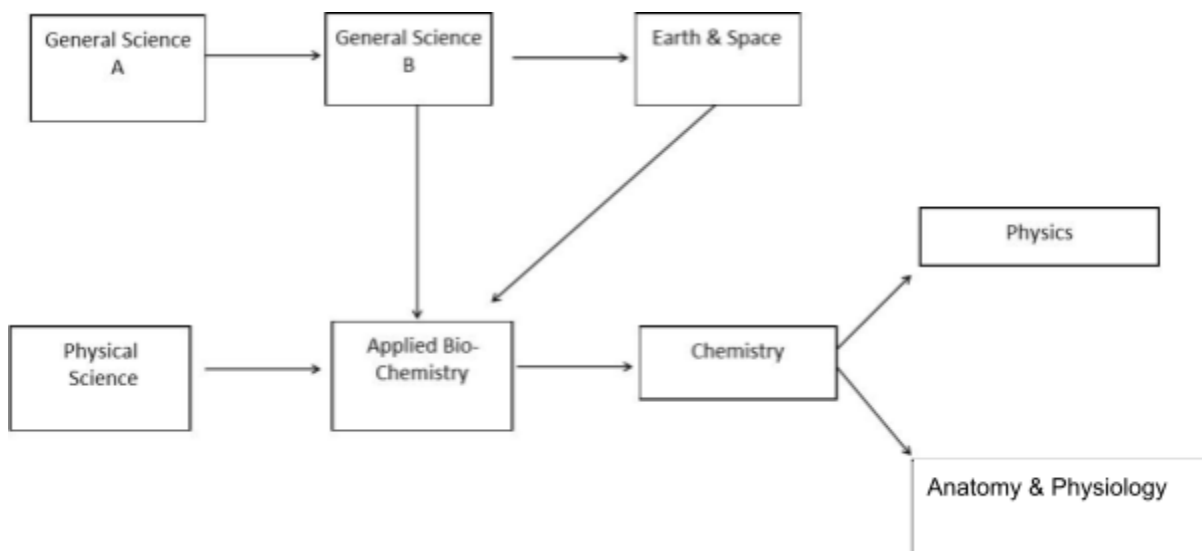 General Science
A
General Science
B
Earth & Space
Physics
Physical
Science
Applied Bio-
Chemistry
Chemistry
Anatomy & Physiology